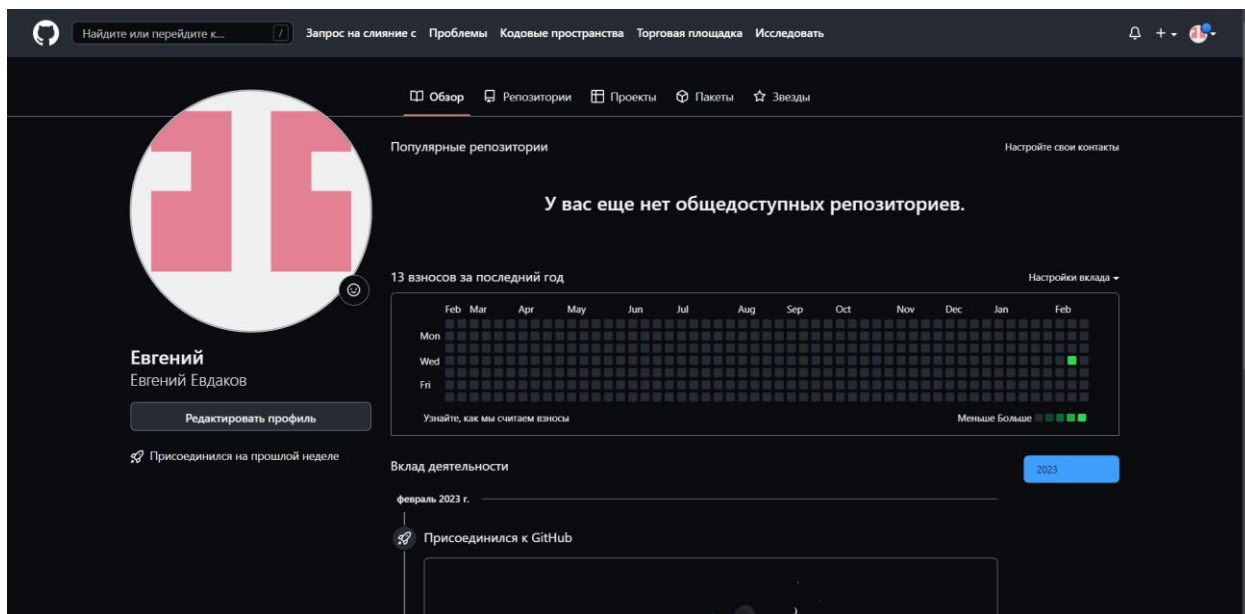 Найдите или перейдите к... / Запрос на слияние с Проблемы Кодовые пространства Торговая площадка Исследовать
Обзор Репозитории Проекты Пакеты Звезды
Популярные репозитории Настройте свои контакты
У вас еще нет общедоступных репозиториев.
13 взносов за последний год Настройки вклада
Feb Mar Apr May Jun Jul Aug Sep Oct Nov Dec Jan Feb
Mon
Wed
Fri
Узнайте, как мы считаем взносы Меньше Больше
Евгений
Евгений Евдаков
Редактировать профиль
Присоединился на прошлой неделе
Вклад деятельности 2023
февраль 2023 г.
Присоединился к GitHub